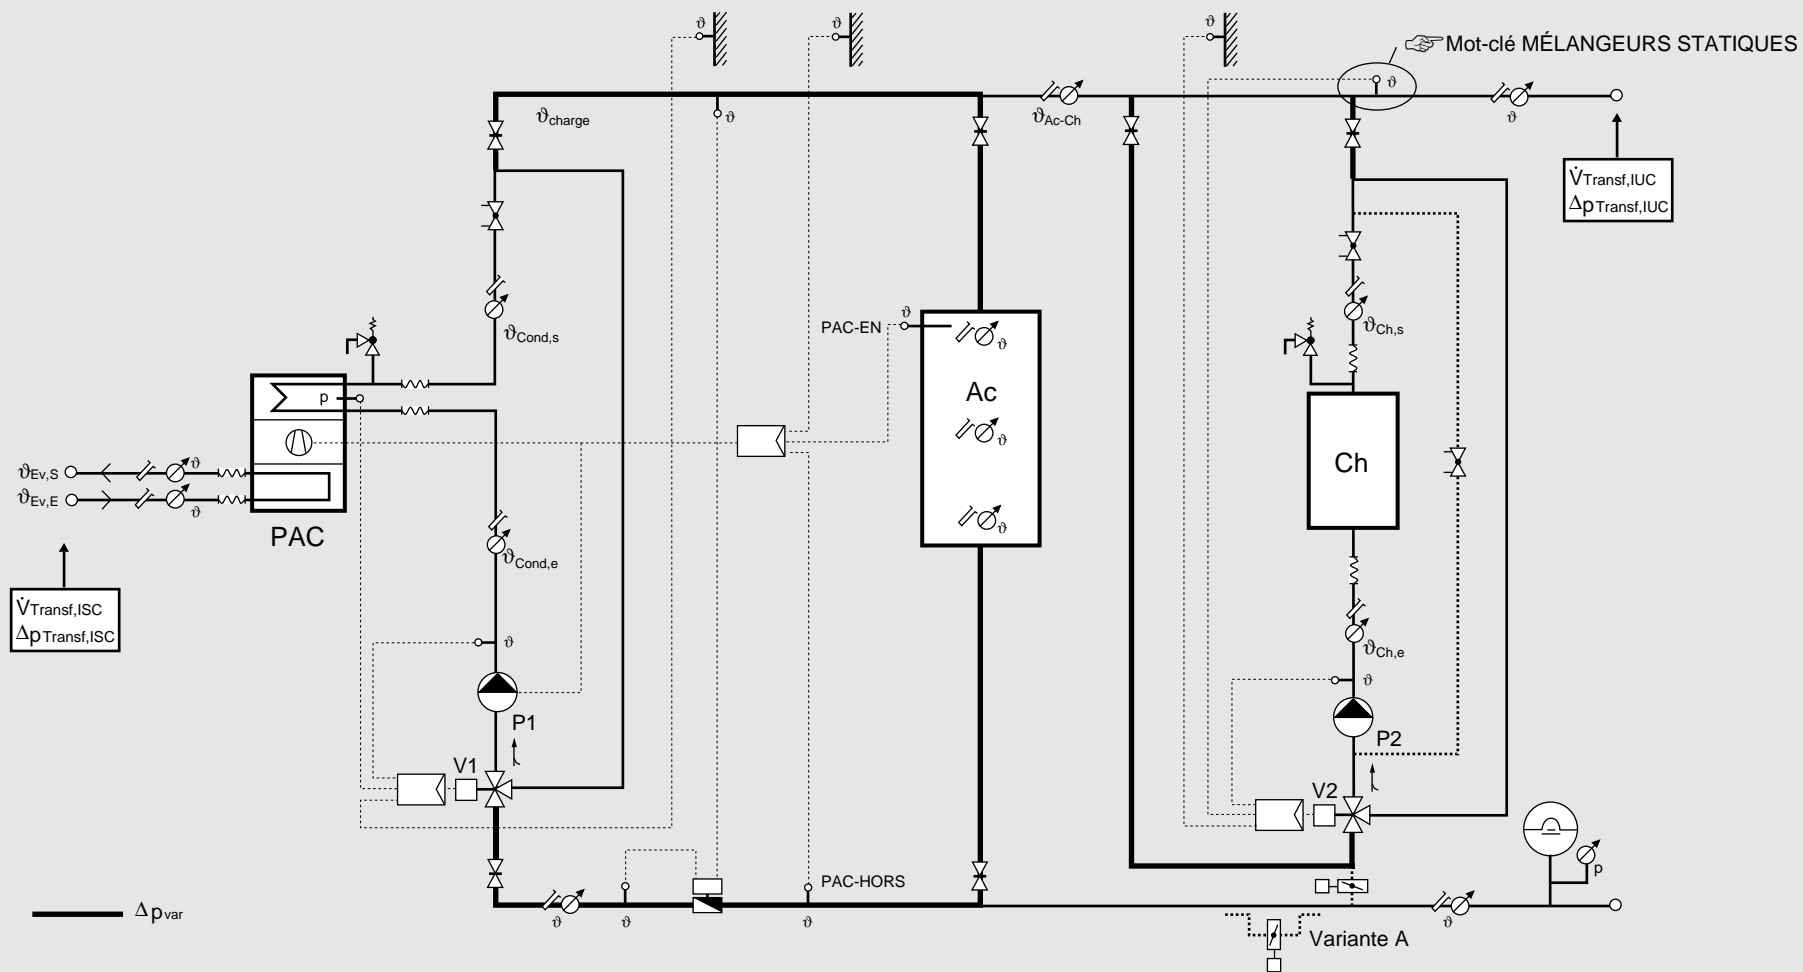 ϑ
ϑ
ϑ
☞ Mot-clé MÉLANGEURS STATIQUES
ϑ
ϑcharge
ϑ
ϑAc-Ch
ϑ
V̇Transf,IUC
ΔpTransf,IUC
ϑCond,s
PAC-EN
ϑ
ϑ
ϑCh,s
p
Ac
ϑ
Ch
ϑEv,S
ϑ
ϑEv,E
ϑ
PAC
ϑ
ϑCond,e
V̇Transf,ISC
ΔpTransf,ISC
ϑ
ϑCh,e
ϑ
P1
P2
V1
V2
PAC-HORS
p
Δpvar
ϑ
ϑ
ϑ
Variante A
ϑ